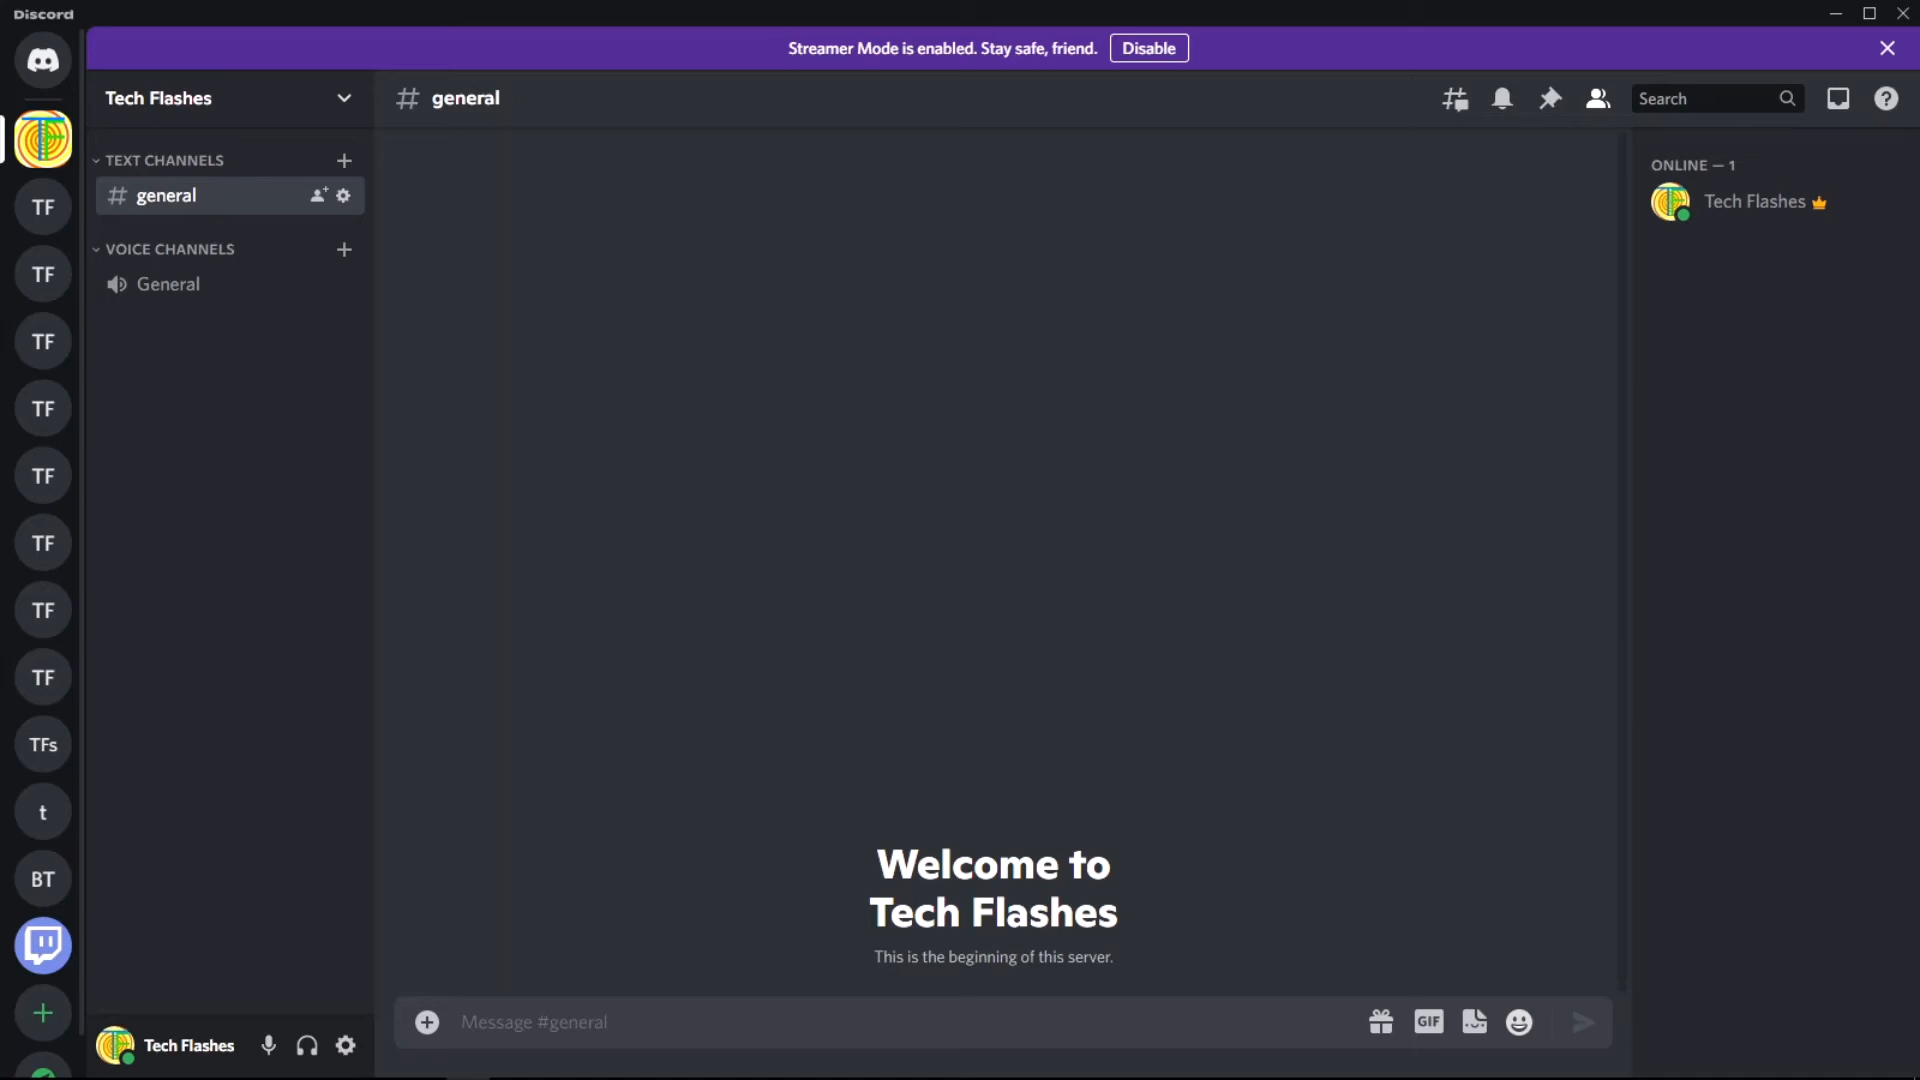 Discord
Streamer Mode is enabled. Stay safe, friend. Disable
Tech Flashes
# general
Search
TEXT CHANNELS
# general
VOICE CHANNELS
General
ONLINE — 1
Tech Flashes
TF
TF
TF
TF
TF
TF
TF
TF
TFs
t
BT
Welcome to
Tech Flashes
This is the beginning of this server.
Message #general
GIF
Tech Flashes